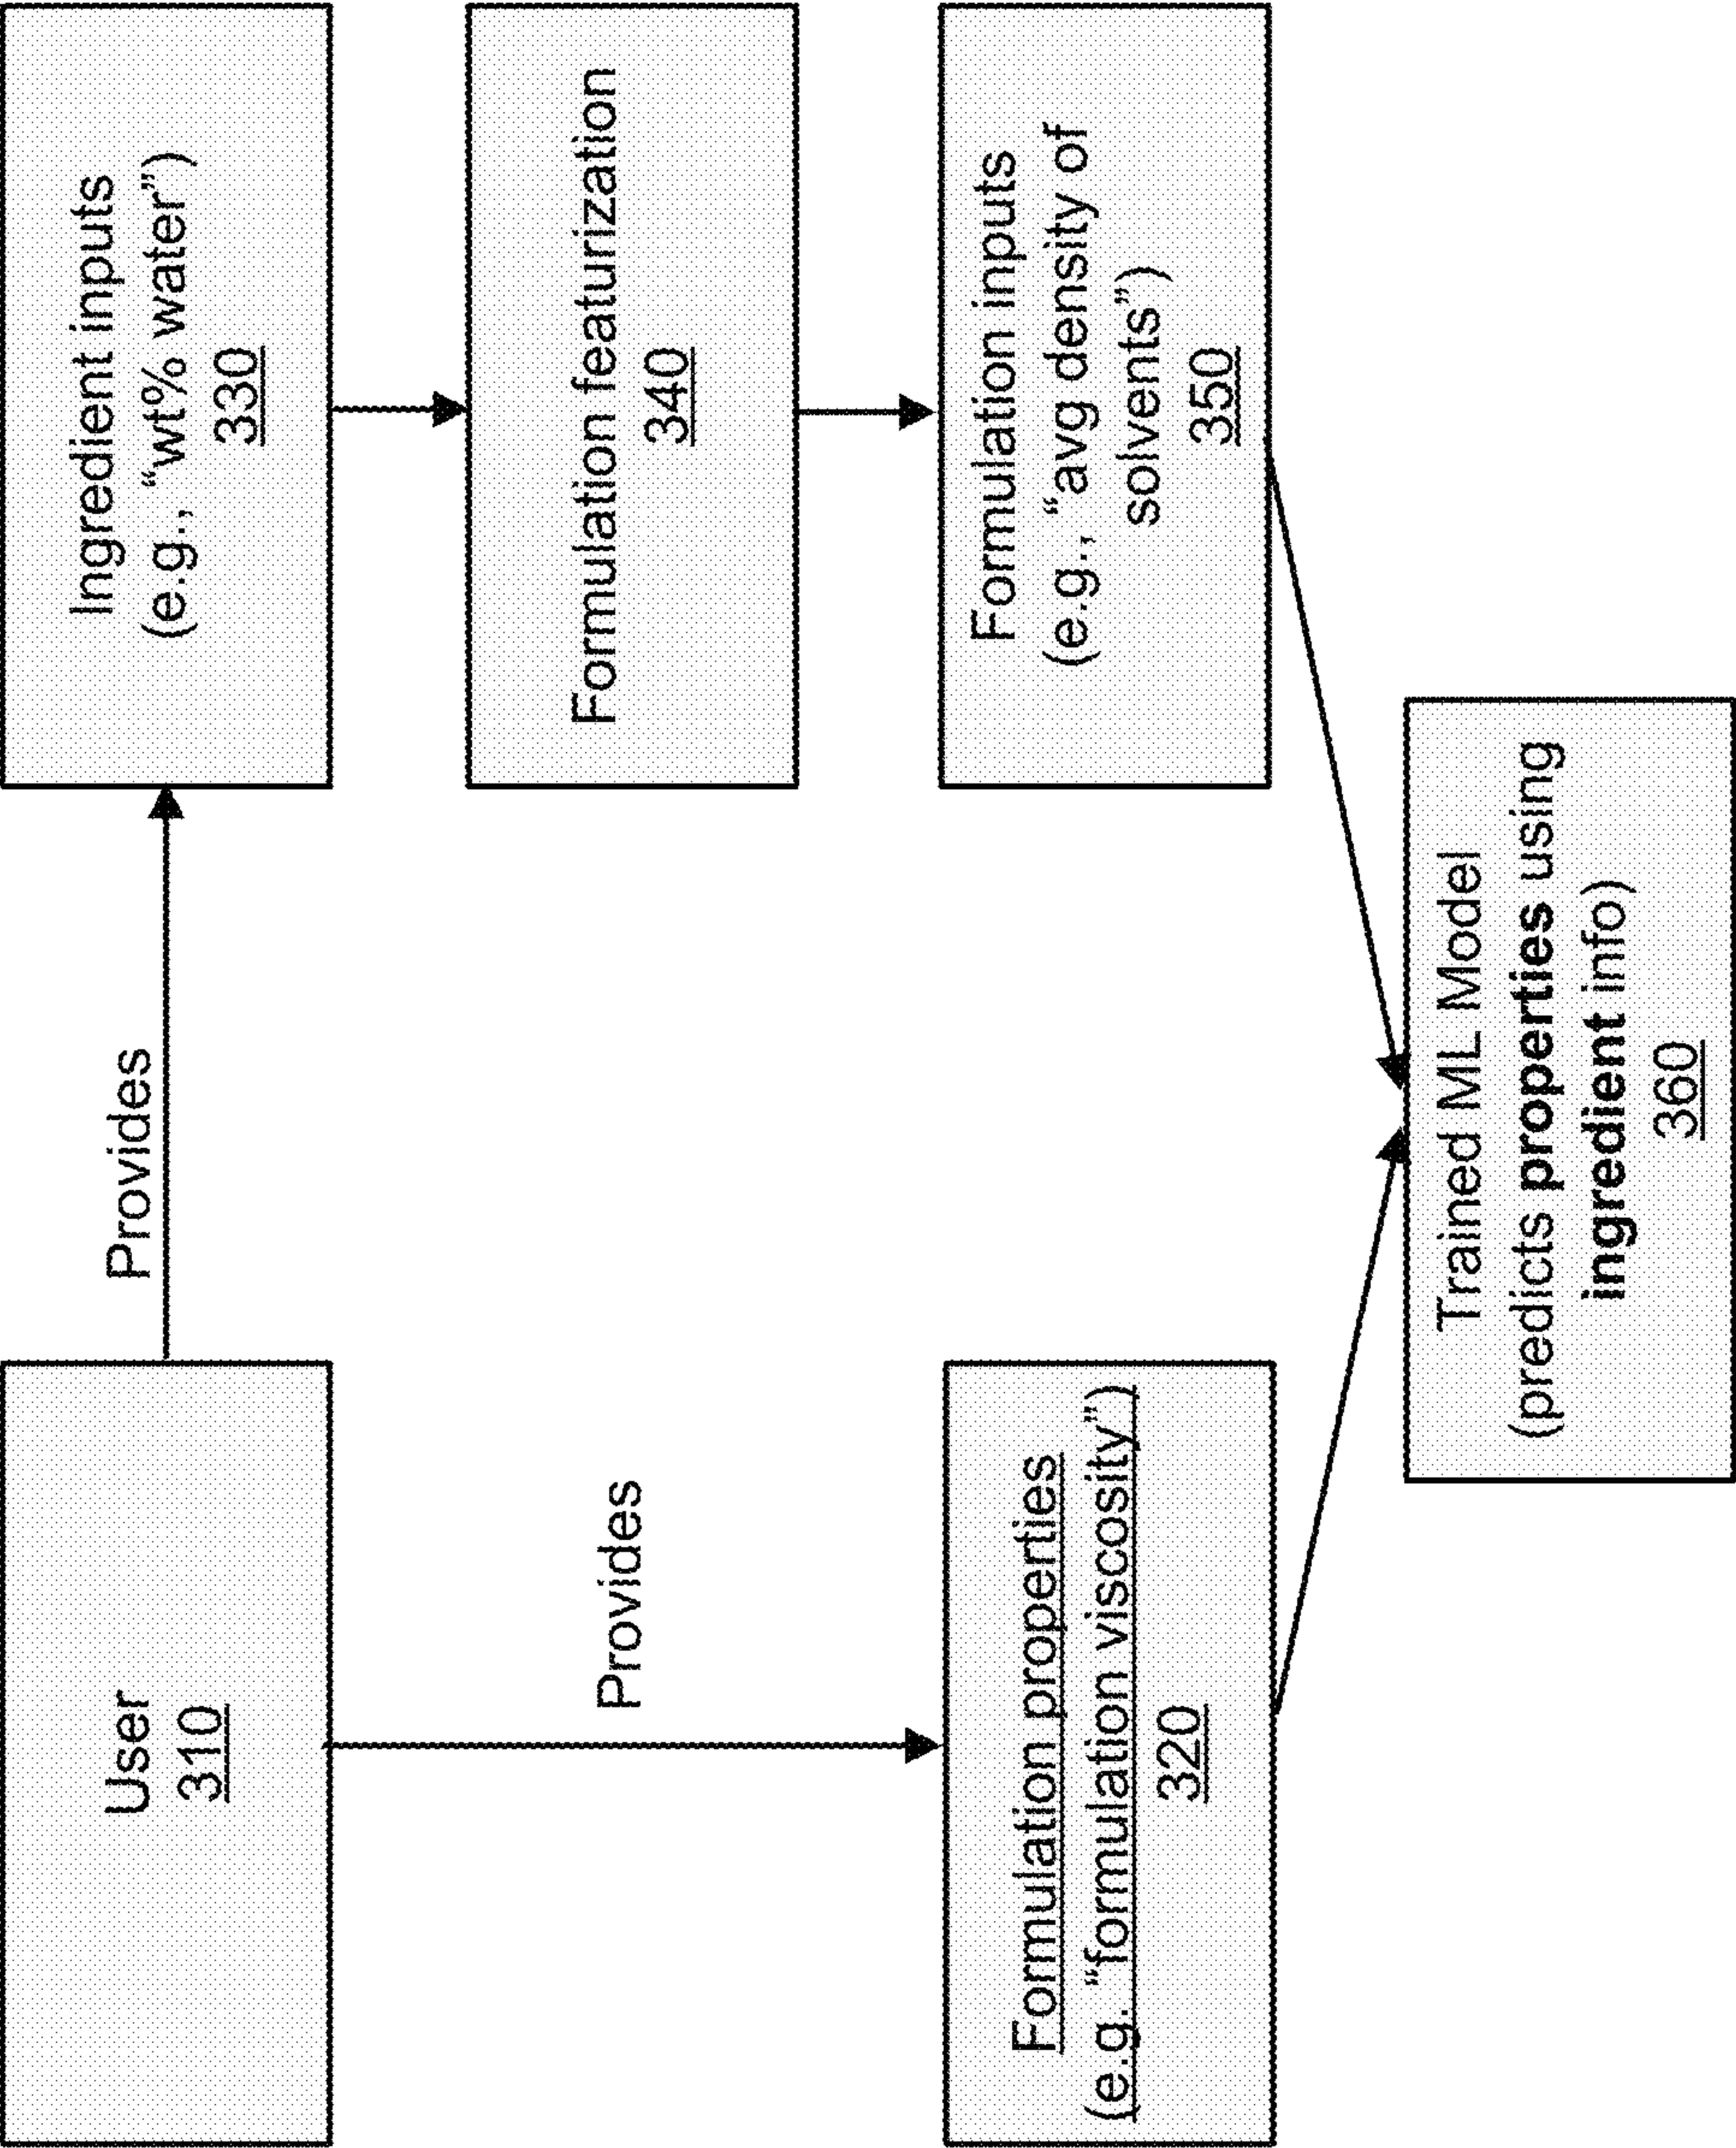 User
310
Provides
Ingredient inputs
(e.g., “wt% water”)
330
Provides
Formulation featurization
340
Formulation properties
(e.g. “formulation viscosity”)
320
Formulation inputs
(e.g., “avg density of
solvents”)
350
Trained ML Model
(predicts properties using
ingredient info)
360